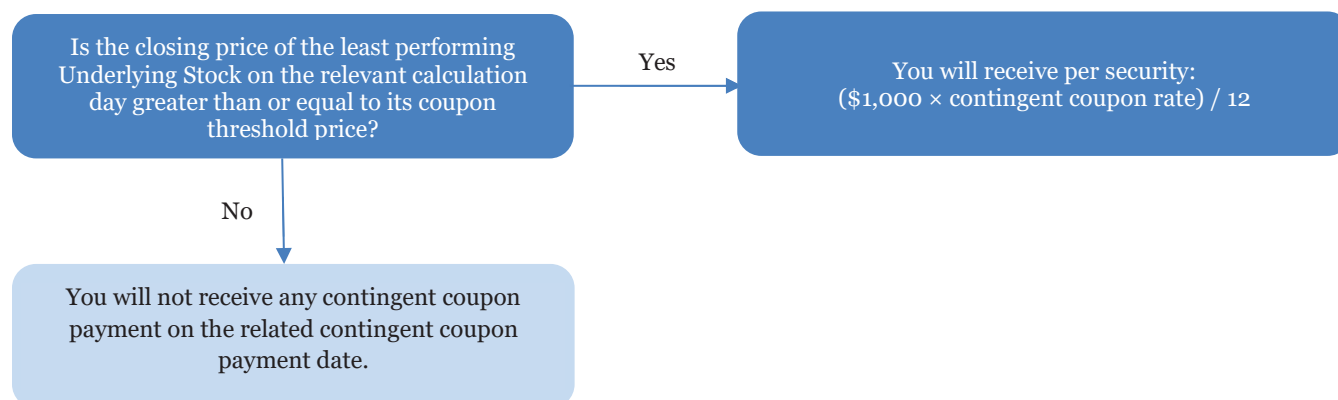 Is the closing price of the least performing
Underlying Stock on the relevant calculation
day greater than or equal to its coupon
threshold price?
Yes
You will receive per security:
($1,000 × contingent coupon rate) / 12
No
You will not receive any contingent coupon
payment on the related contingent coupon
payment date.